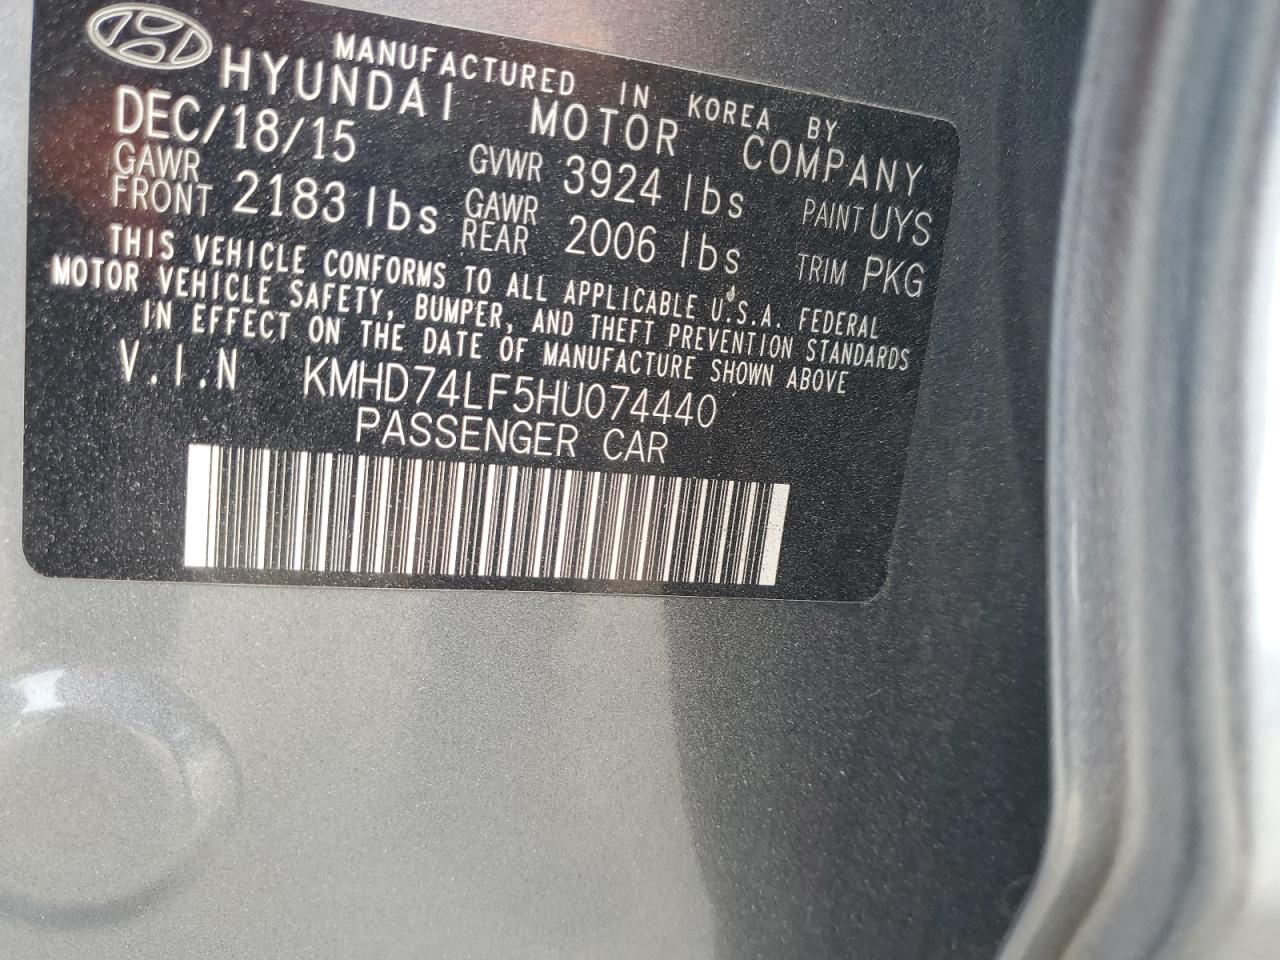 MANUFACTURED IN KOREA BY
HYUNDAI MOTOR COMPANY
DEC/18/15 GVWR 3924 lbs PAINT UYS
GAWR FRONT 2183 lbs GAWR REAR 2006 lbs TRIM PKG
THIS VEHICLE CONFORMS TO ALL APPLICABLE U.S.A. FEDERAL
MOTOR VEHICLE SAFETY, BUMPER, AND THEFT PREVENTION STANDARDS
IN EFFECT ON THE DATE OF MANUFACTURE SHOWN ABOVE
V.I.N KMHD74LF5HU074440
PASSENGER CAR